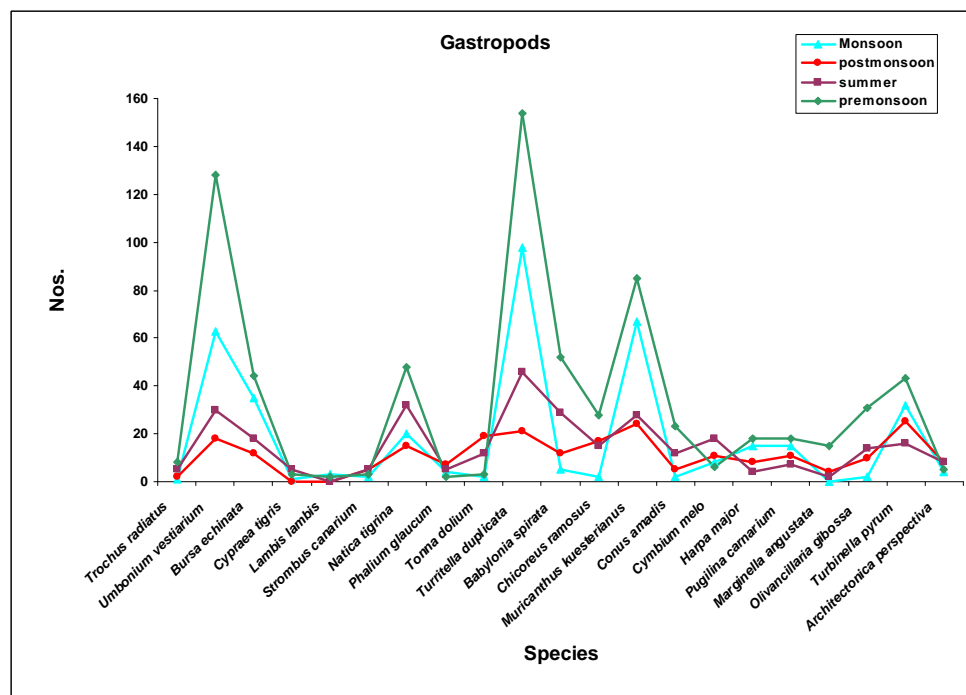 Gastropods
Monsoon
postmonsoon
summer
premonsoon
Nos.
160
140
120
100
80
60
40
20
0
Trochus radiatus
Umbonium vestiarium
Bursa echinata
Cypraea tigris
Lambis lambis
Strombus canarium
Natica tigrina
Phalium glaucum
Tonna dolium
Turritella duplicata
Babylonia spirata
Chicoreus ramosus
Muricanthus kuesterianus
Conus amadis
Cymbium melo
Harpa major
Pugilina carnarium
Marginella angustata
Olivancillaria gibossa
Turbinella pyrum
Architectonica perspectiva
Species